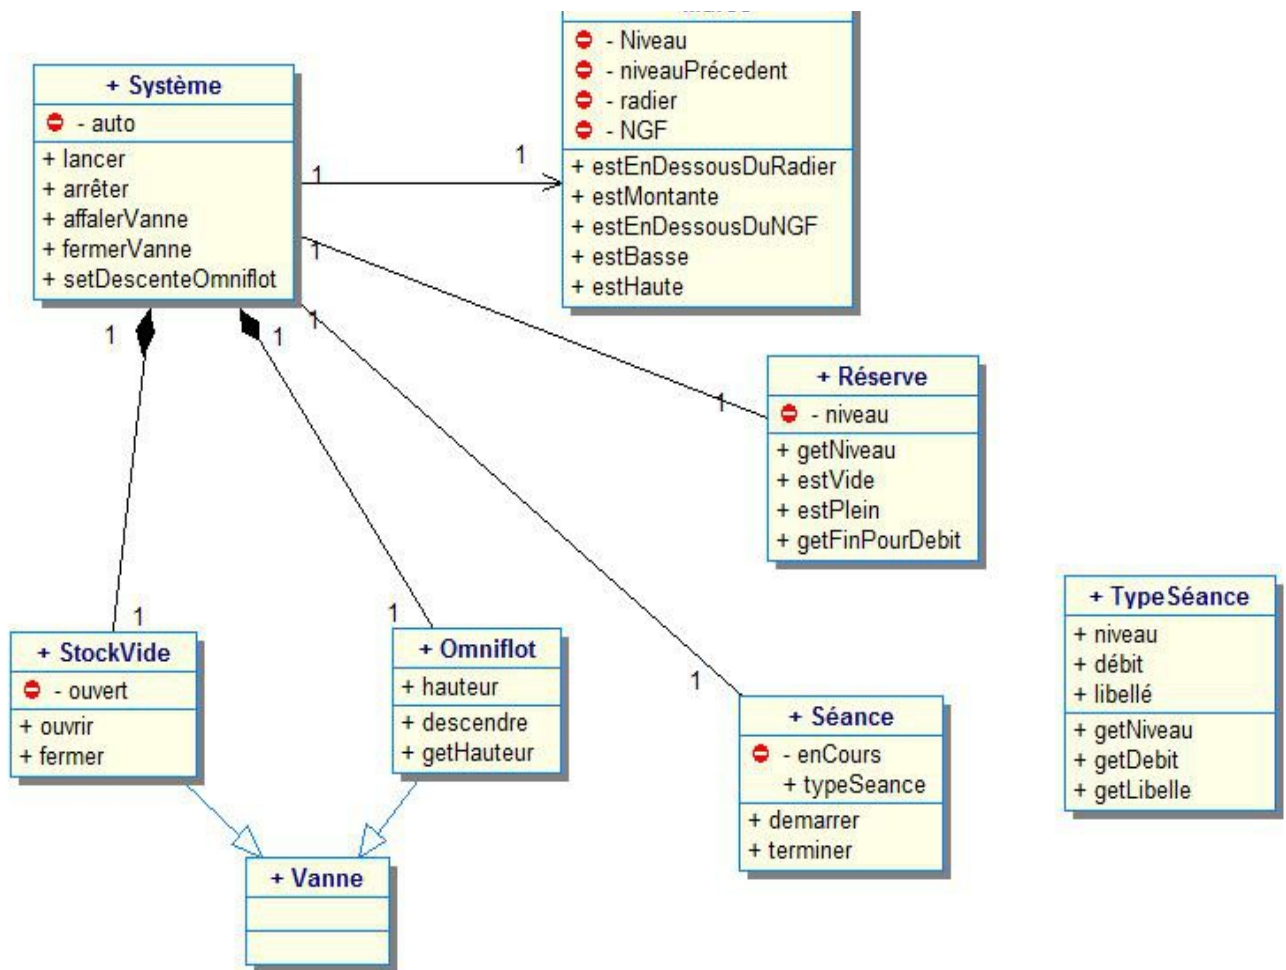 - Niveau
- niveauPrécedent
- radier
- NGF
+ estEnDessousDuRadier
+ estMontante
+ estEnDessousDuNGF
+ estBasse
+ estHaute
+ Système
- auto
+ lancer
+ arrêter
+ affalerVanne
+ fermerVanne
+ setDescenteOmniflot
1
1
1
1
1
1
1
+ Réserve
- niveau
+ getNiveau
+ estVide
+ estPlein
+ getFinPourDebit
1
1
1
+ StockVide
- ouvert
+ ouvrir
+ fermer
+ Omniflot
+ hauteur
+ descendre
+ getHauteur
+ Séance
- enCours
+ typeSeance
+ demarrer
+ terminer
+ TypeSéance
+ niveau
+ débit
+ libellé
+ getNiveau
+ getDebit
+ getLibelle
+ Vanne